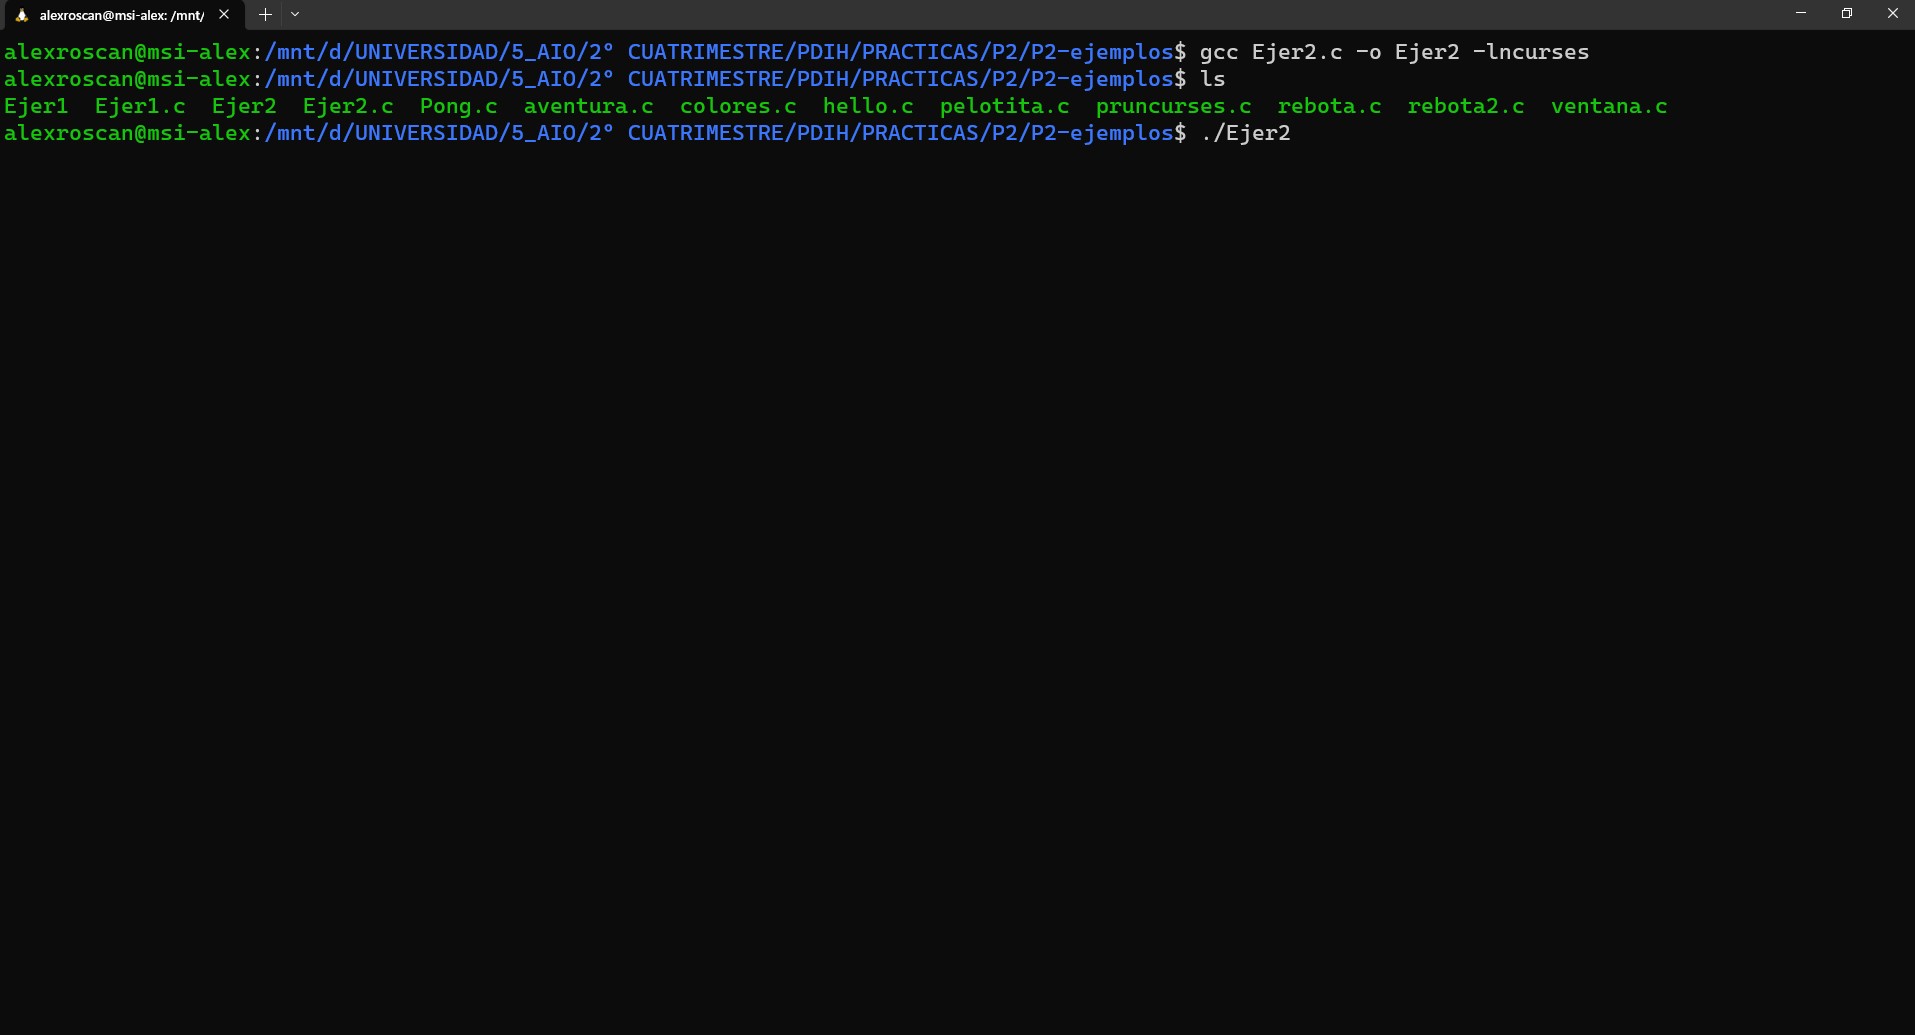 alexroscan@msi-alex: /mnt/
alexroscan@msi-alex:/mnt/d/UNIVERSIDAD/5_AIO/2º CUATRIMESTRE/PDIH/PRACTICAS/P2/P2-ejemplos$ gcc Ejer2.c -o Ejer2 -lncurses
alexroscan@msi-alex:/mnt/d/UNIVERSIDAD/5_AIO/2º CUATRIMESTRE/PDIH/PRACTICAS/P2/P2-ejemplos$ ls
Ejer1  Ejer1.c  Ejer2  Ejer2.c  Pong.c  aventura.c  colores.c  hello.c  pelotita.c  pruncurses.c  rebota.c  rebota2.c  ventana.c
alexroscan@msi-alex:/mnt/d/UNIVERSIDAD/5_AIO/2º CUATRIMESTRE/PDIH/PRACTICAS/P2/P2-ejemplos$ ./Ejer2